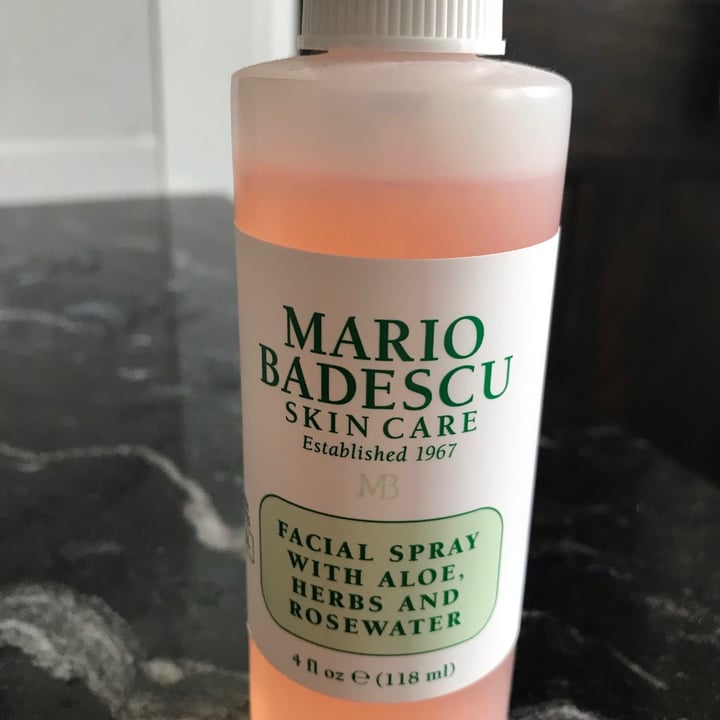 MARIO
BADESCU
SKIN CARE
Established 1967
MB
FACIAL SPRAY
WITH ALOE,
HERBS AND
ROSEWATER
4 fl oz ℮ (118 ml)